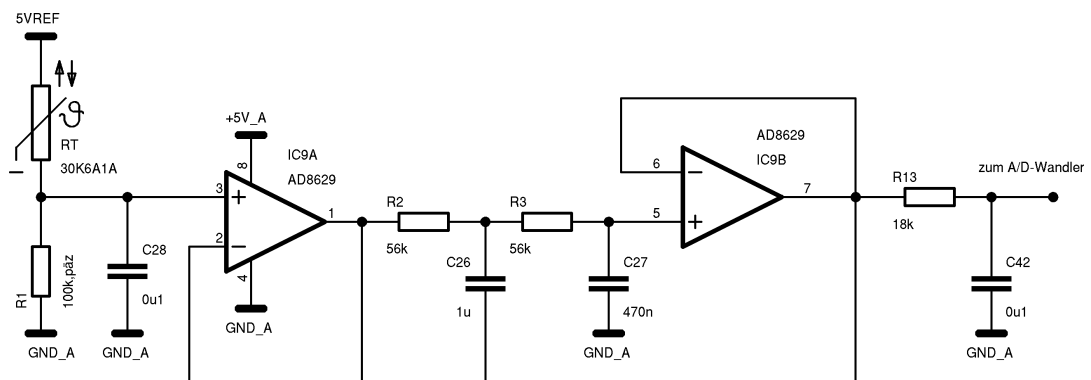 5VREF
RT
30K6A1A
R1
100k,päz
GND_A
C28
0u1
GND_A
+5V_A
8
IC9A
AD8629
3
+
2
−
1
4
GND_A
R2
56k
C26
1u
R3
56k
C27
470n
GND_A
AD8629
IC9B
6
−
5
+
7
R13
18k
zum A/D-Wandler
C42
0u1
GND_A